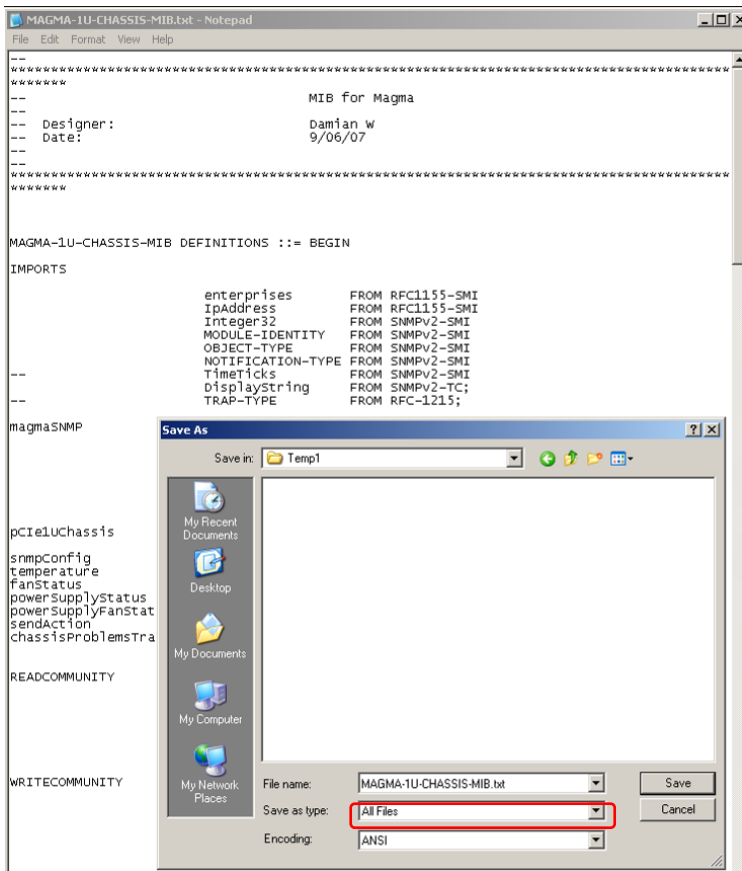 MAGMA-1U-CHASSIS-MIB.txt - Notepad
File Edit Format View Help
--
*****************************************************************************************
*******
-- MIB for Magma
--
-- Designer: Damian W
-- Date: 9/06/07
--
--
*****************************************************************************************
*******
MAGMA-1U-CHASSIS-MIB DEFINITIONS ::= BEGIN
IMPORTS
enterprises FROM RFC1155-SMI
IpAddress FROM RFC1155-SMI
Integer32 FROM SNMPv2-SMI
MODULE-IDENTITY FROM SNMPv2-SMI
OBJECT-TYPE FROM SNMPv2-SMI
NOTIFICATION-TYPE FROM SNMPv2-SMI
-- TimeTicks FROM SNMPv2-SMI
DisplayString FROM SNMPv2-TC;
-- TRAP-TYPE FROM RFC-1215;
magmaSNMP
pCIe1UChassis
snmpConfig
temperature
fanStatus
powerSupplyStatus
powerSupplyFanStat
sendAction
chassisProblemsTra
READCOMMUNITY
WRITECOMMUNITY
Save As
Save in: Temp1
My Recent
Documents
Desktop
My Documents
My Computer
My Network
Places
File name: MAGMA-1U-CHASSIS-MIB.txt Save
Save as type: All Files Cancel
Encoding: ANSI